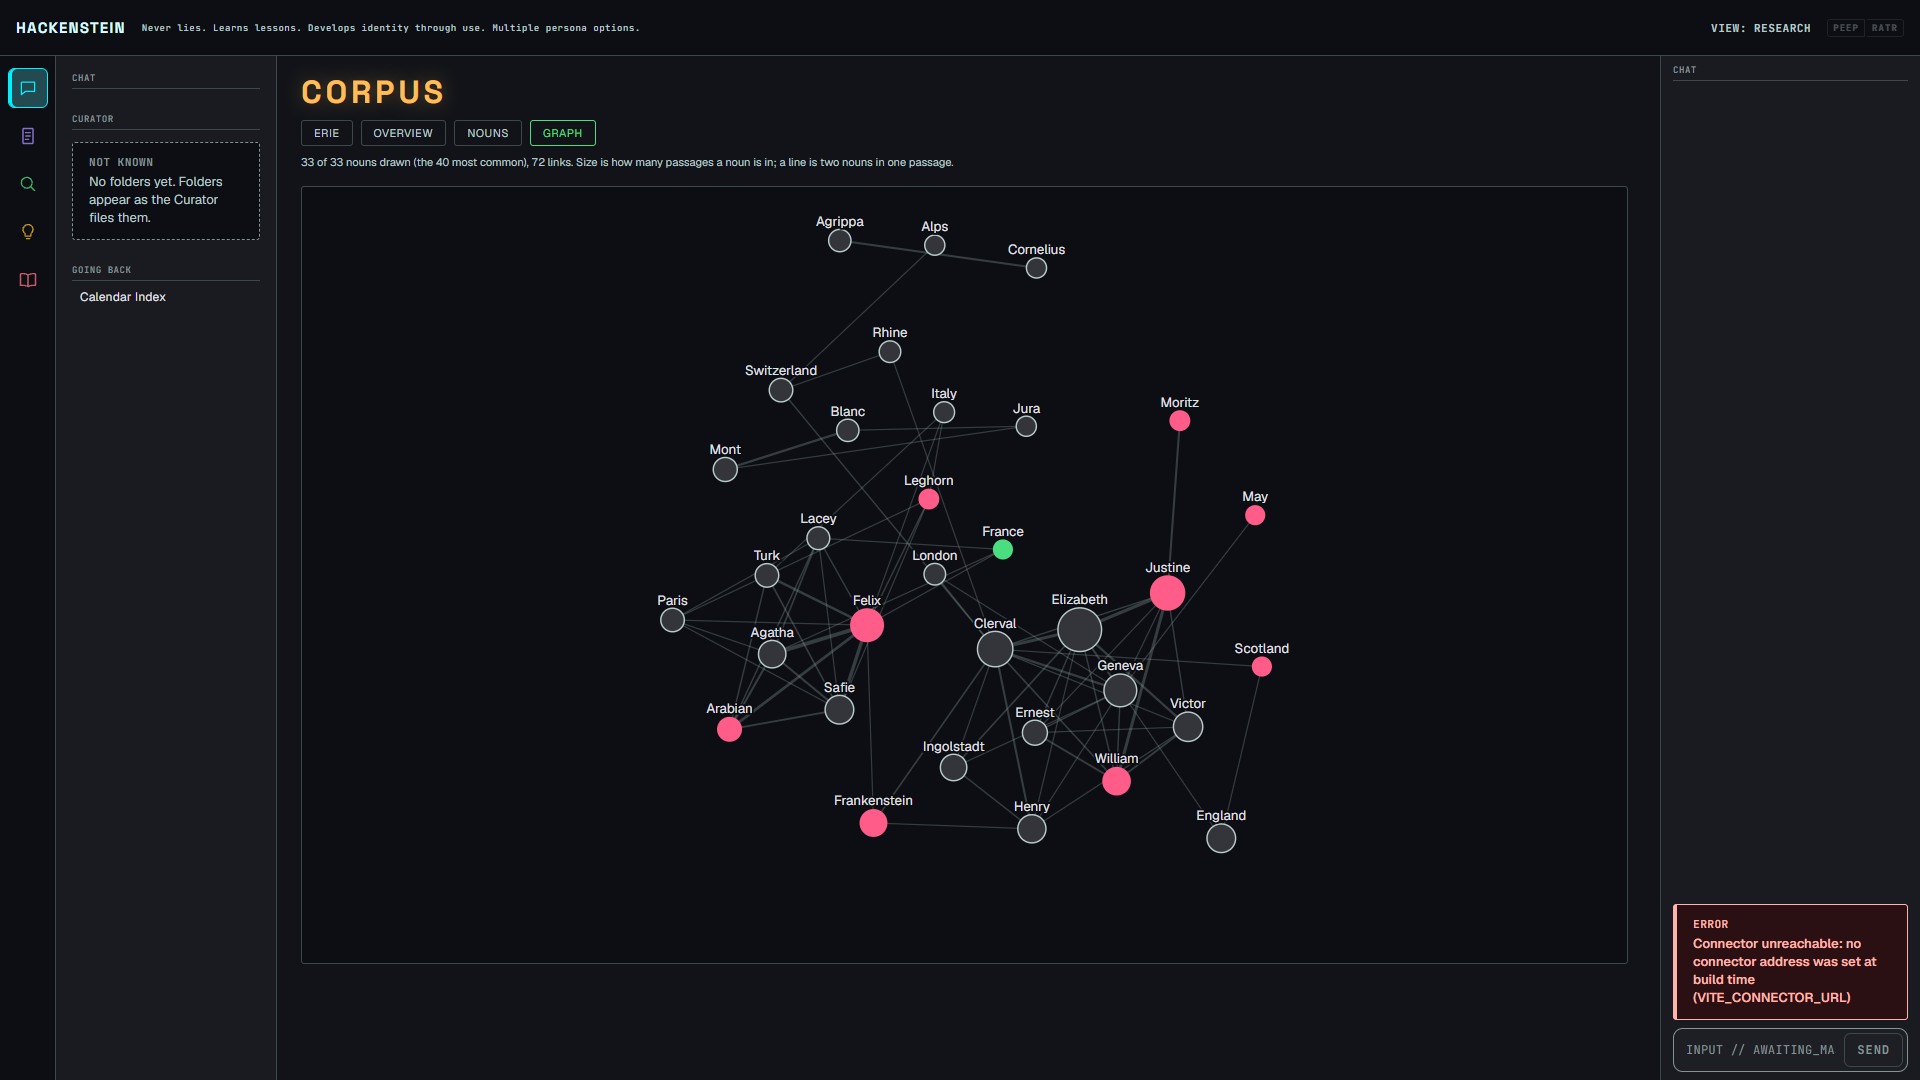 HACKENSTEIN
Never lies. Learns lessons. Develops identity through use. Multiple persona options.
VIEW: RESEARCH
PEEP
RATR
CHAT
CURATOR
NOT KNOWN
No folders yet. Folders
appear as the Curator
files them.
GOING BACK
Calendar Index
CORPUS
ERIE
OVERVIEW
NOUNS
GRAPH
33 of 33 nouns drawn (the 40 most common), 72 links. Size is how many passages a noun is in; a line is two nouns in one passage.
Agrippa
Alps
Cornelius
Rhine
Switzerland
Italy
Blanc
Jura
Moritz
Mont
Leghorn
May
Lacey
France
Turk
London
Justine
Paris
Felix
Elizabeth
Agatha
Clerval
Scotland
Geneva
Safie
Victor
Arabian
Ernest
Ingolstadt
William
Frankenstein
Henry
England
CHAT
ERROR
Connector unreachable: no
connector address was set at
build time
(VITE_CONNECTOR_URL)
INPUT // AWAITING_MA
SEND